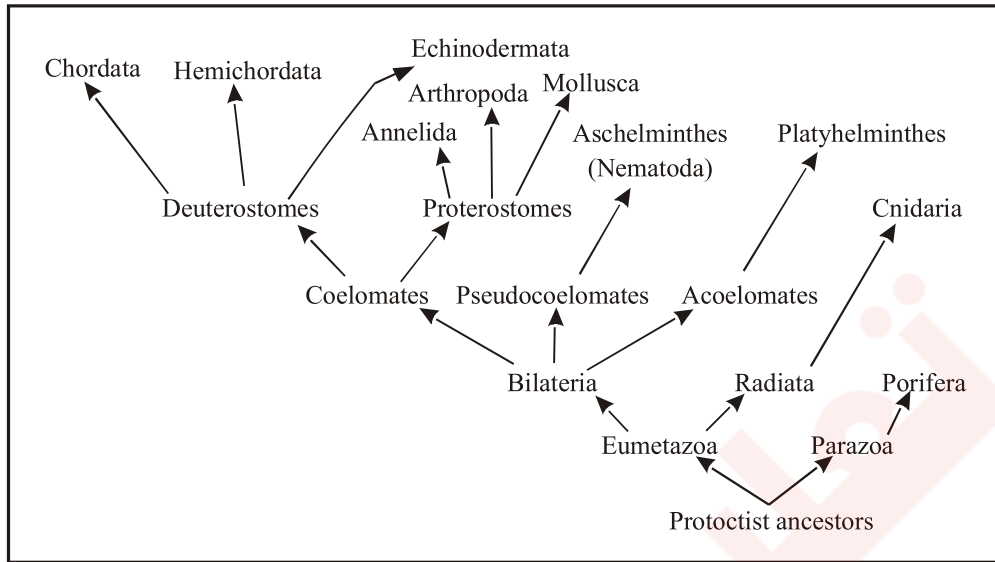 Echinodermata
Chordata
Hemichordata
Mollusca
Arthropoda
Annelida
Aschelminthes
(Nematoda)
Platyhelminthes
Deuterostomes
Proterostomes
Cnidaria
Coelomates
Pseudocoelomates
Acoelomates
Bilateria
Radiata
Porifera
Eumetazoa
Parazoa
Protoctist ancestors